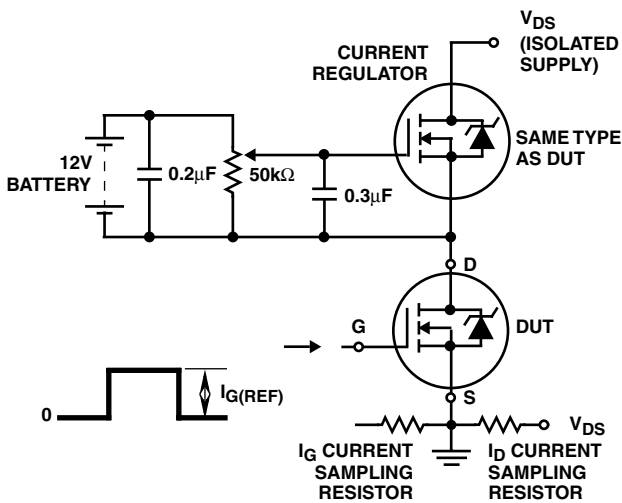 V_DS
(ISOLATED
SUPPLY)
CURRENT
REGULATOR
SAME TYPE
AS DUT
12V
BATTERY
0.2µF
50kΩ
0.3µF
D
G
DUT
0
I_G(REF)
S
V_DS
I_G CURRENT
SAMPLING
RESISTOR
I_D CURRENT
SAMPLING
RESISTOR